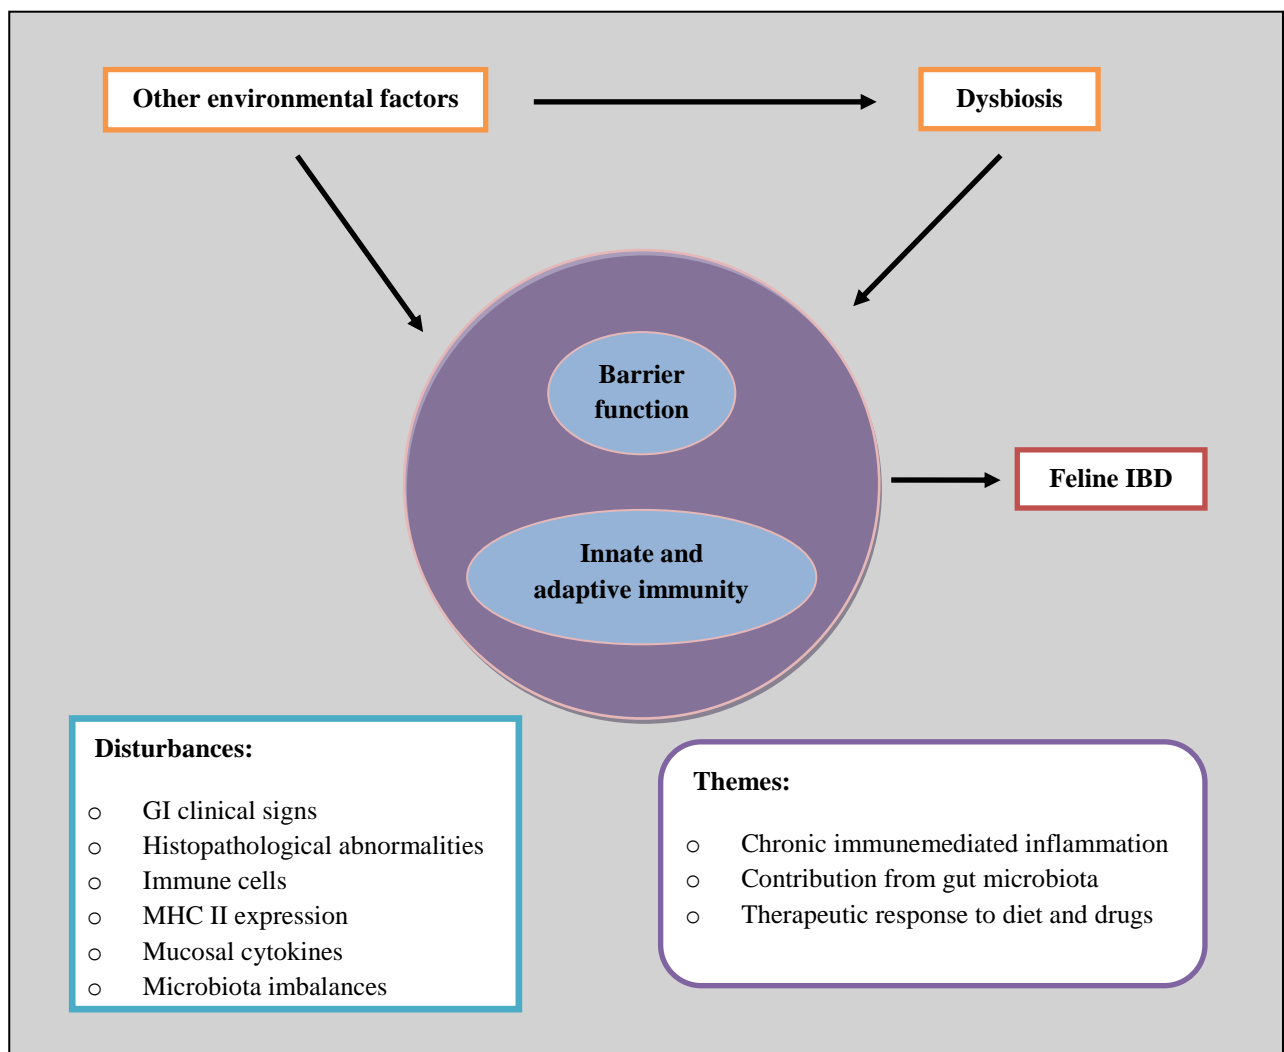 Other environmental factors
Dysbiosis
Barrier
function
Feline IBD
Innate and
adaptive immunity
Disturbances:
o GI clinical signs
o Histopathological abnormalities
o Immune cells
o MHC II expression
o Mucosal cytokines
o Microbiota imbalances
Themes:
o Chronic immunemediated inflammation
o Contribution from gut microbiota
o Therapeutic response to diet and drugs